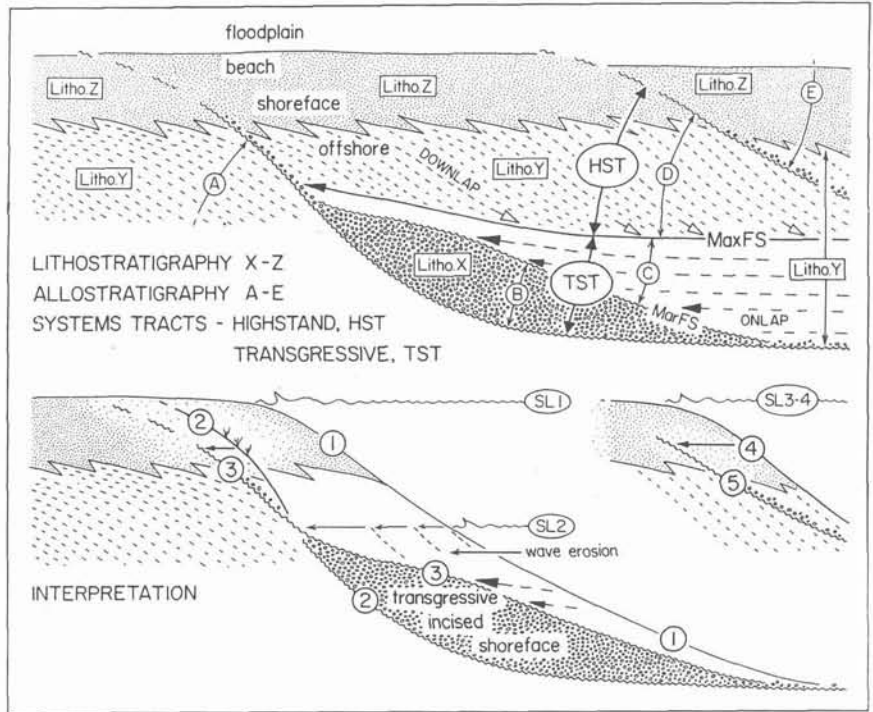 floodplain
beach
Litho.Z
Litho.Z
Litho.Z
E
shoreface
offshore
HST
D
A
Litho.Y
DOWNLAP
Litho.Y
MaxFS
LITHOSTRATIGRAPHY X-Z
Litho.X
TST
C
Litho.Y
ALLOSTRATIGRAPHY A-E
B
SYSTEMS TRACTS - HIGHSTAND, HST
MarFS
ONLAP
TRANSGRESSIVE, TST
SL1
SL3-4
2
1
4
3
5
SL2
wave erosion
INTERPRETATION
3
2
transgressive
incised
1
shoreface